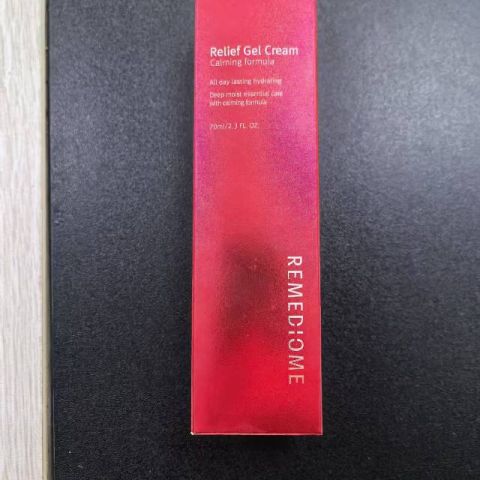 Relief Gel Cream
Calming formula
All day lasting hydrating
Deep moist essential care
with calming formula
70ml/2.3 FL. OZ.
REMEDIOME